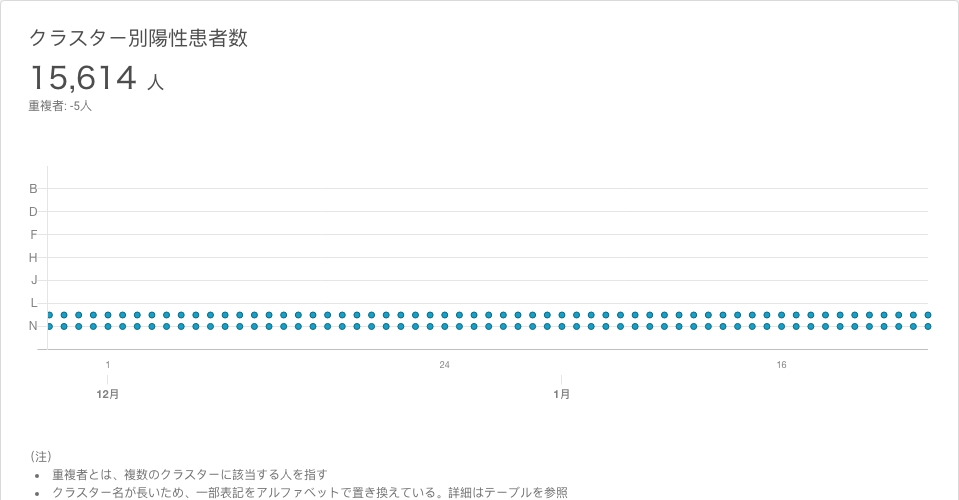 クラスター別陽性患者数
15,614 人
重複者: -5人
B
D
F
H
J
L
N
1 24 16
12月 1月
（注）
• 重複者とは、複数のクラスターに該当する人を指す
• クラスター名が長いため、一部表記をアルファベットで置き換えている。詳細はテーブルを参照